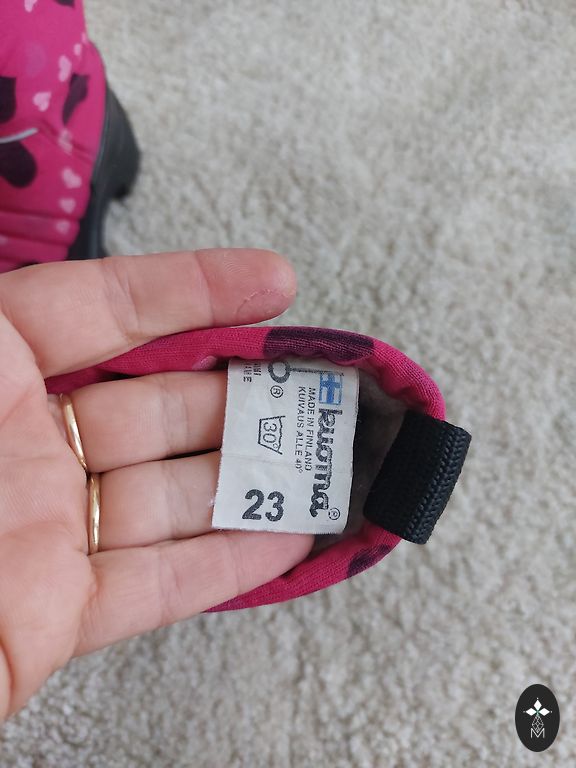 kuoma®
MADE IN FINLAND
KUIVAUS ALLE 40°
30°
®
23
M